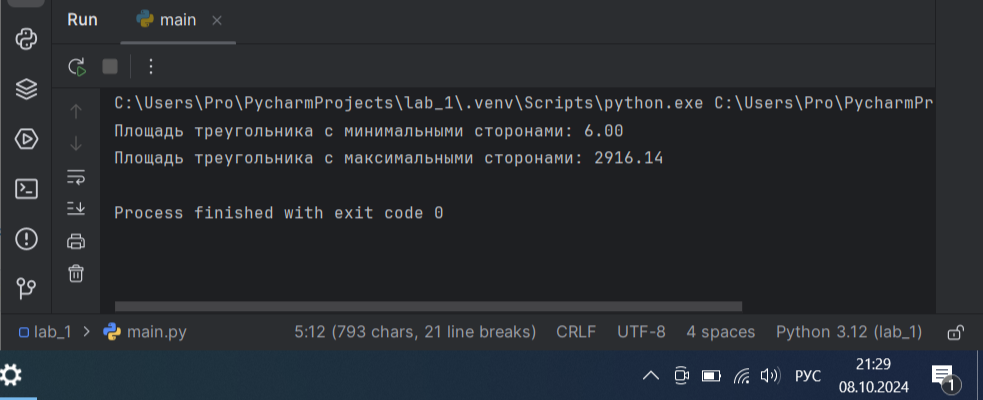 Run main
C:\Users\Pro\PycharmProjects\lab_1\.venv\Scripts\python.exe C:\Users\Pro\PycharmPr
Площадь треугольника с минимальными сторонами: 6.00
Площадь треугольника с максимальными сторонами: 2916.14
Process finished with exit code 0
lab_1 > main.py 5:12 (793 chars, 21 line breaks) CRLF UTF-8 4 spaces Python 3.12 (lab_1)
РУС
21:29
08.10.2024
1